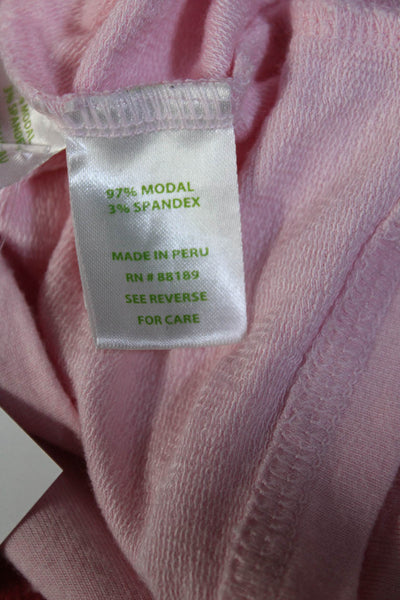 97% MODAL
3% SPANDEX
MADE IN PERU
RN # 88189
SEE REVERSE
FOR CARE